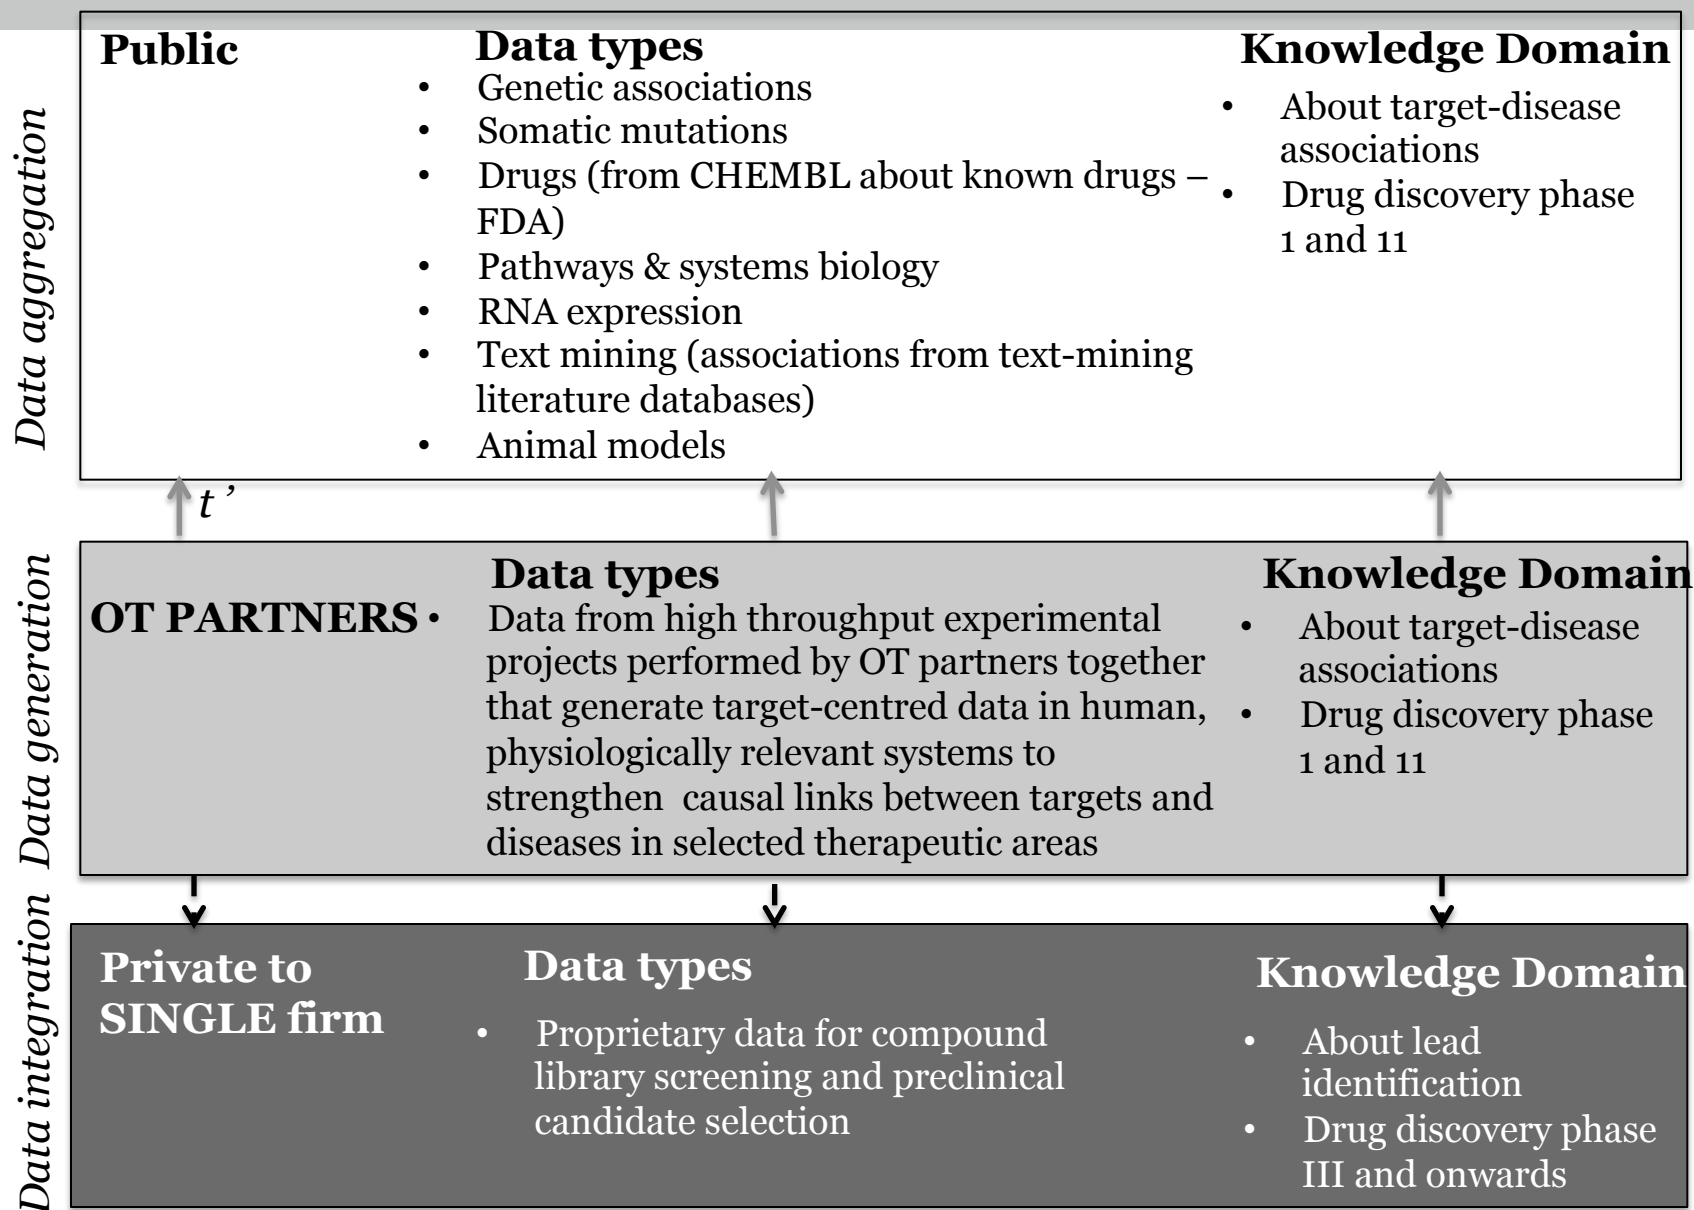 Data aggregation
Public
Data types
• Genetic associations
• Somatic mutations
• Drugs (from CHEMBL about known drugs –
FDA)
• Pathways & systems biology
• RNA expression
• Text mining (associations from text-mining
literature databases)
• Animal models
Knowledge Domain
• About target-disease
associations
• Drug discovery phase
1 and 11
t ’
Data generation
OT PARTNERS
Data types
• Data from high throughput experimental
projects performed by OT partners together
that generate target-centred data in human,
physiologically relevant systems to
strengthen causal links between targets and
diseases in selected therapeutic areas
Knowledge Domain
• About target-disease
associations
• Drug discovery phase
1 and 11
Data integration
Private to
SINGLE firm
Data types
• Proprietary data for compound
library screening and preclinical
candidate selection
Knowledge Domain
• About lead
identification
• Drug discovery phase
III and onwards